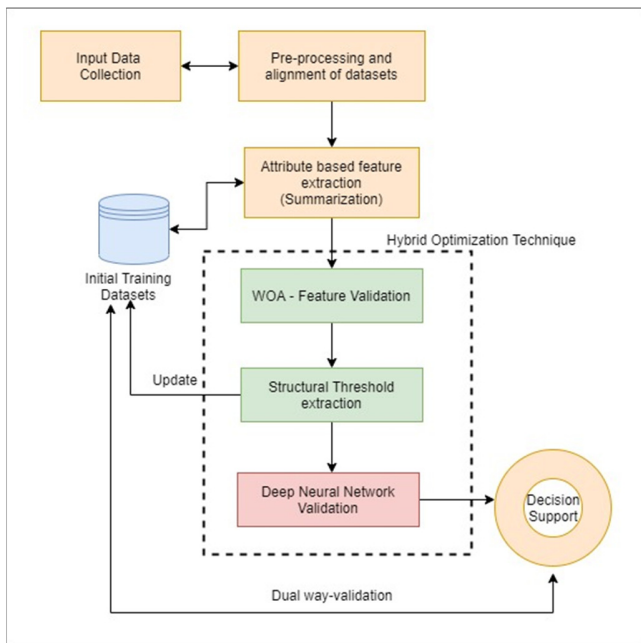 Input Data
Collection
Pre-processing and
alignment of datasets
Attribute based feature
extraction
(Summarization)
Hybrid Optimization Technique
Initial Training
Datasets
WOA - Feature Validation
Update
Structural Threshold
extraction
Deep Neural Network
Validation
Decision
Support
Dual way-validation